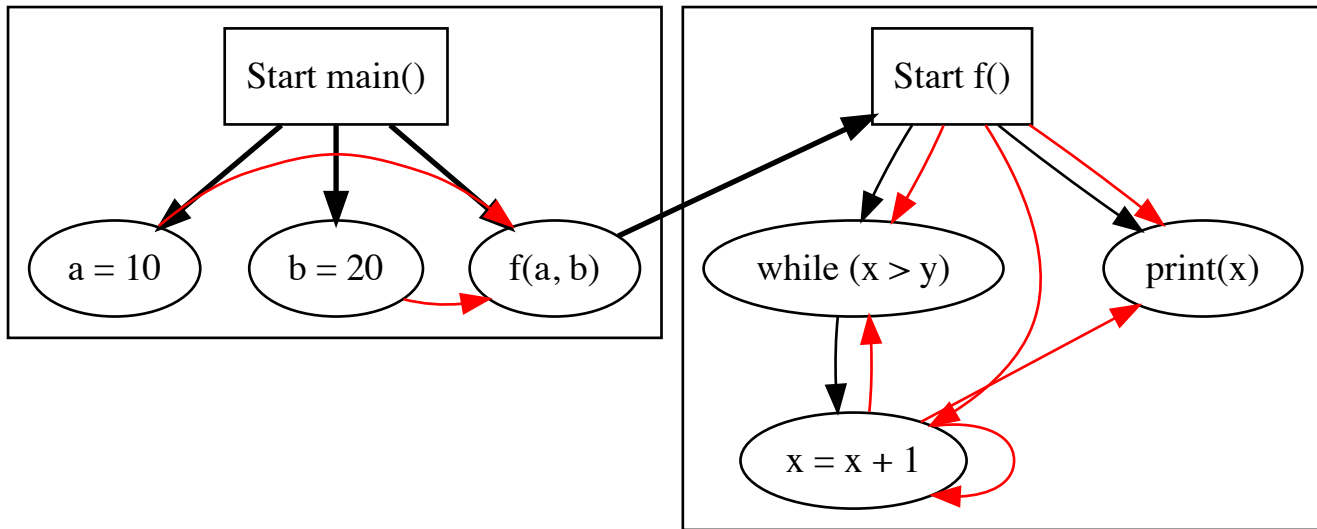 Start main()
a = 10
b = 20
f(a, b)
Start f()
while (x > y)
print(x)
x = x + 1